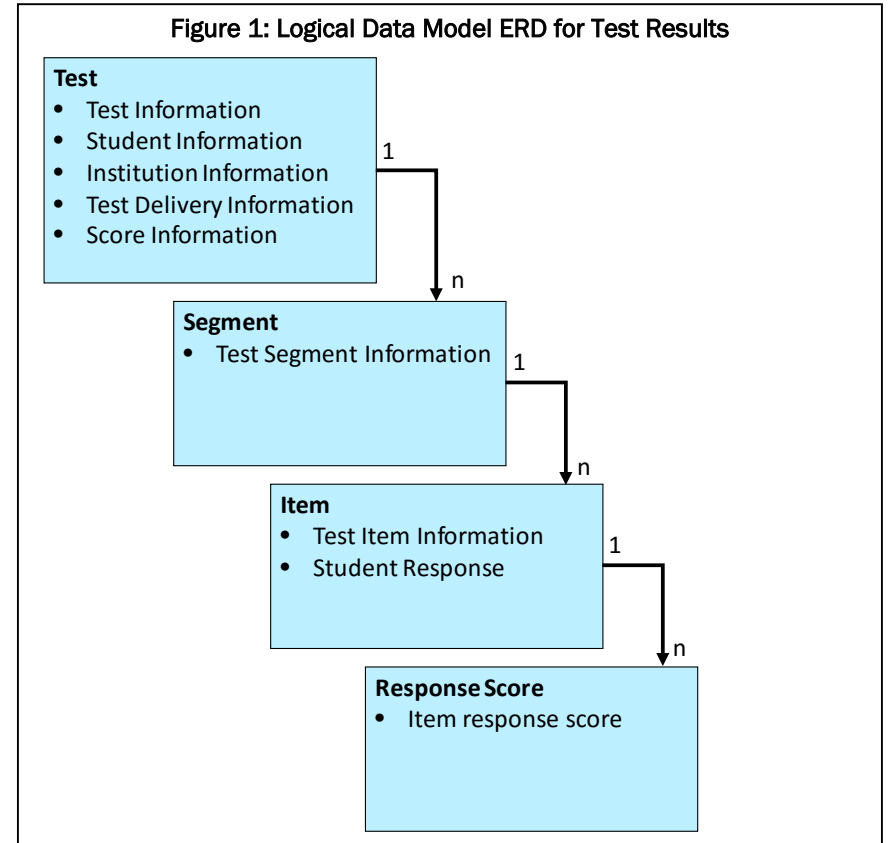 Figure 1: Logical Data Model ERD for Test Results
Test
• Test Information
• Student Information
• Institution Information
• Test Delivery Information
• Score Information
1
n
Segment
• Test Segment Information
1
n
Item
• Test Item Information
• Student Response
1
n
Response Score
• Item response score